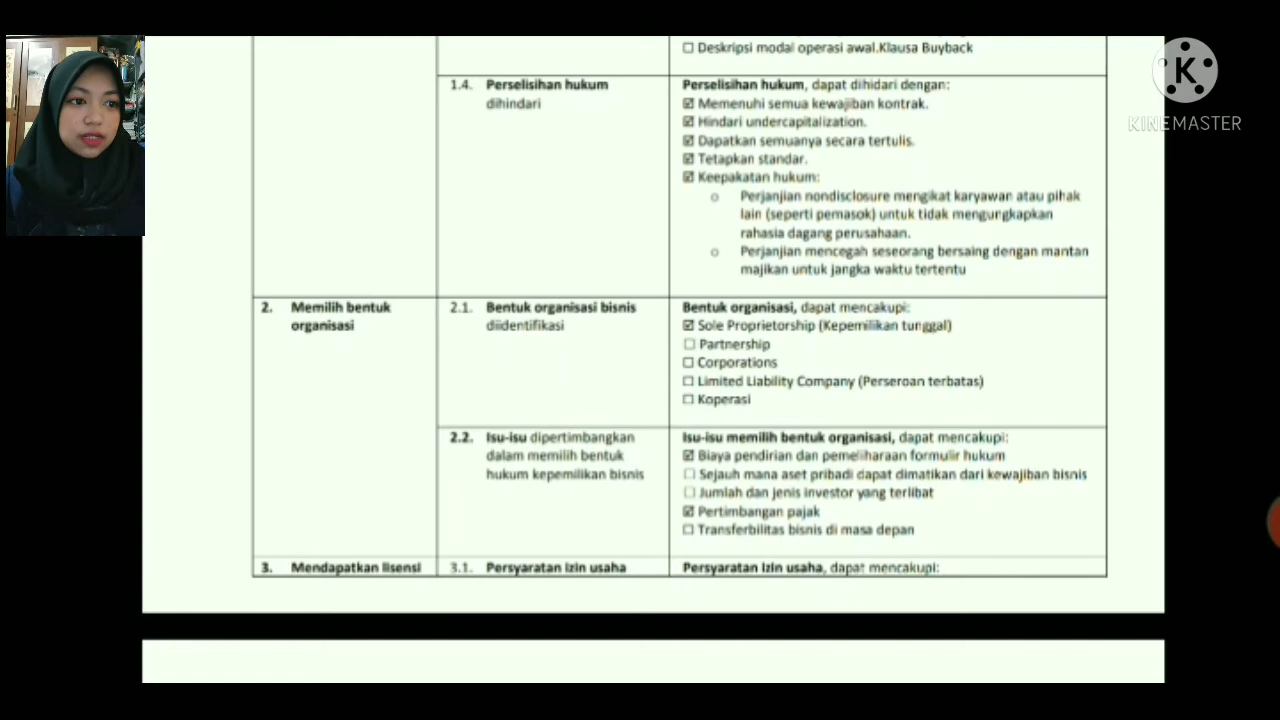 ☐ Deskripsi modal operasi awal.Klausa Buyback
1.4. Perselisihan hukum
dihindari
Perselisihan hukum, dapat dihidari dengan:
☒ Memenuhi semua kewajiban kontrak.
☒ Hindari undercapitalization.
☒ Dapatkan semuanya secara tertulis.
☒ Tetapkan standar.
☒ Keepakatan hukum:
o Perjanjian nondisclosure mengikat karyawan atau pihak
lain (seperti pemasok) untuk tidak mengungkapkan
rahasia dagang perusahaan.
o Perjanjian mencegah seseorang bersaing dengan mantan
majikan untuk jangka waktu tertentu
2. Memilih bentuk
organisasi
2.1. Bentuk organisasi bisnis
diidentifikasi
Bentuk organisasi, dapat mencakupi:
☒ Sole Proprietorship (Kepemilikan tunggal)
☐ Partnership
☐ Corporations
☐ Limited Liability Company (Perseroan terbatas)
☐ Koperasi
2.2. Isu-isu dipertimbangkan
dalam memilih bentuk
hukum kepemilikan bisnis
Isu-isu memilih bentuk organisasi, dapat mencakupi:
☒ Biaya pendirian dan pemeliharaan formulir hukum
☐ Sejauh mana aset pribadi dapat dimatikan dari kewajiban bisnis
☐ Jumlah dan jenis investor yang terlibat
☒ Pertimbangan pajak
☐ Transferbilitas bisnis di masa depan
3. Mendapatkan lisensi
3.1. Persyaratan izin usaha
Persyaratan izin usaha, dapat mencakupi:
K
KINEMASTER